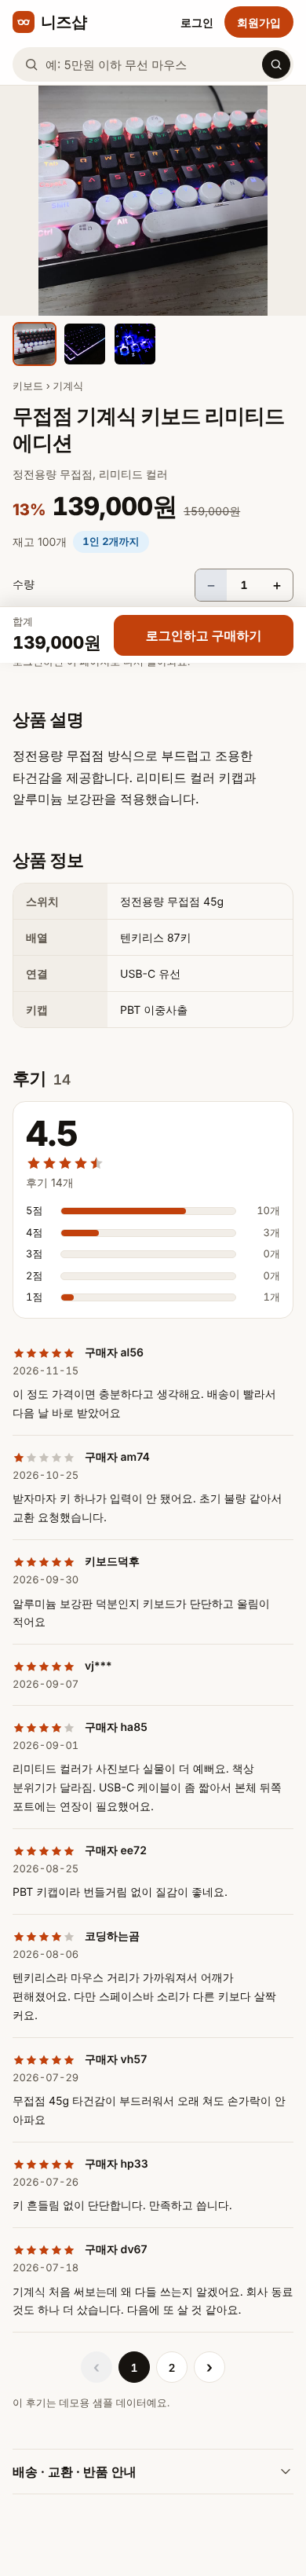 니즈샵
로그인
회원가입
예: 5만원 이하 무선 마우스
Alt
키보드 › 기계식
무접점 기계식 키보드 리미티드
에디션
정전용량 무접점, 리미티드 컬러
13% 139,000원 159,000원
재고 100개 1인 2개까지
수량
− 1 +
합계
139,000원
로그인하고 구매하기
상품 설명
정전용량 무접점 방식으로 부드럽고 조용한
타건감을 제공합니다. 리미티드 컬러 키캡과
알루미늄 보강판을 적용했습니다.
상품 정보
스위치 정전용량 무접점 45g
배열 텐키리스 87키
연결 USB-C 유선
키캡 PBT 이중사출
후기 14
4.5
후기 14개
5점 10개
4점 3개
3점 0개
2점 0개
1점 1개
구매자 al56
2026-11-15
이 정도 가격이면 충분하다고 생각해요. 배송이 빨라서
다음 날 바로 받았어요
구매자 am74
2026-10-25
받자마자 키 하나가 입력이 안 됐어요. 초기 불량 같아서
교환 요청했습니다.
키보드덕후
2026-09-30
알루미늄 보강판 덕분인지 키보드가 단단하고 울림이
적어요
vj***
2026-09-07
구매자 ha85
2026-09-01
리미티드 컬러가 사진보다 실물이 더 예뻐요. 책상
분위기가 달라짐. USB-C 케이블이 좀 짧아서 본체 뒤쪽
포트에는 연장이 필요했어요.
구매자 ee72
2026-08-25
PBT 키캡이라 번들거림 없이 질감이 좋네요.
코딩하는곰
2026-08-06
텐키리스라 마우스 거리가 가까워져서 어깨가
편해졌어요. 다만 스페이스바 소리가 다른 키보다 살짝
커요.
구매자 vh57
2026-07-29
무접점 45g 타건감이 부드러워서 오래 쳐도 손가락이 안
아파요
구매자 hp33
2026-07-26
키 흔들림 없이 단단합니다. 만족하고 씁니다.
구매자 dv67
2026-07-18
기계식 처음 써보는데 왜 다들 쓰는지 알겠어요. 회사 동료
것도 하나 더 샀습니다. 다음에 또 살 것 같아요.
‹ 1 2 ›
이 후기는 데모용 샘플 데이터예요.
배송 · 교환 · 반품 안내